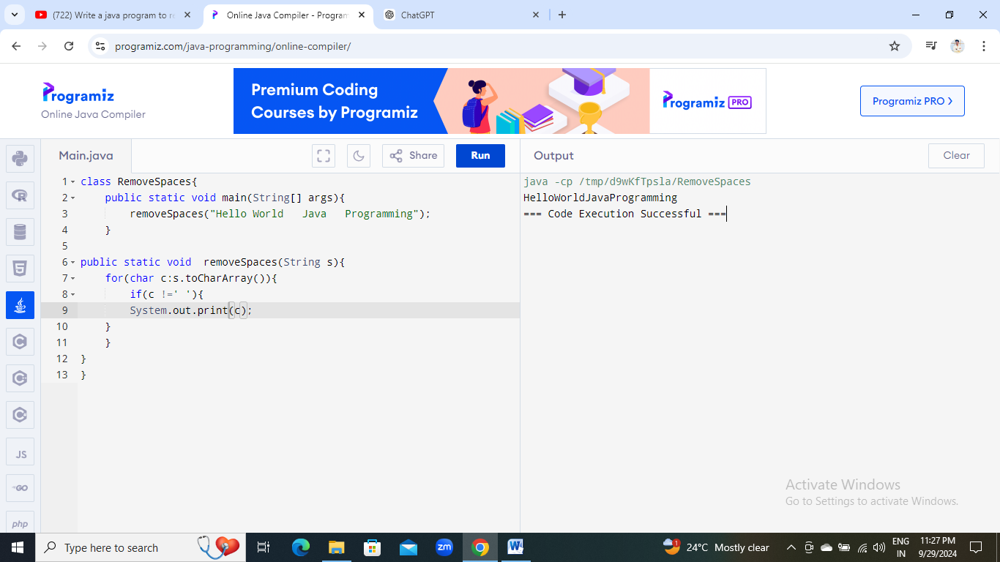 (722) Write a java program to re
Online Java Compiler - Program
ChatGPT
programiz.com/java-programming/online-compiler/
Programiz
Online Java Compiler
Premium Coding
Courses by Programiz
Programiz PRO
Programiz PRO >
Main.java
Share
Run
Output
Clear
1 class RemoveSpaces{
2     public static void main(String[] args){
3         removeSpaces("Hello World   Java   Programming");
4     }
5
6 public static void  removeSpaces(String s){
7     for(char c:s.toCharArray()){
8         if(c !=' '){
9         System.out.print(c);
10     }
11     }
12 }
13 }
java -cp /tmp/d9wKfTpsla/RemoveSpaces
HelloWorldJavaProgramming
=== Code Execution Successful ===
R
5
C
C
C
JS
GO
php
Activate Windows
Go to Settings to activate Windows.
Type here to search
zm
W
1
24°C Mostly clear
ENG
IN
11:27 PM
9/29/2024